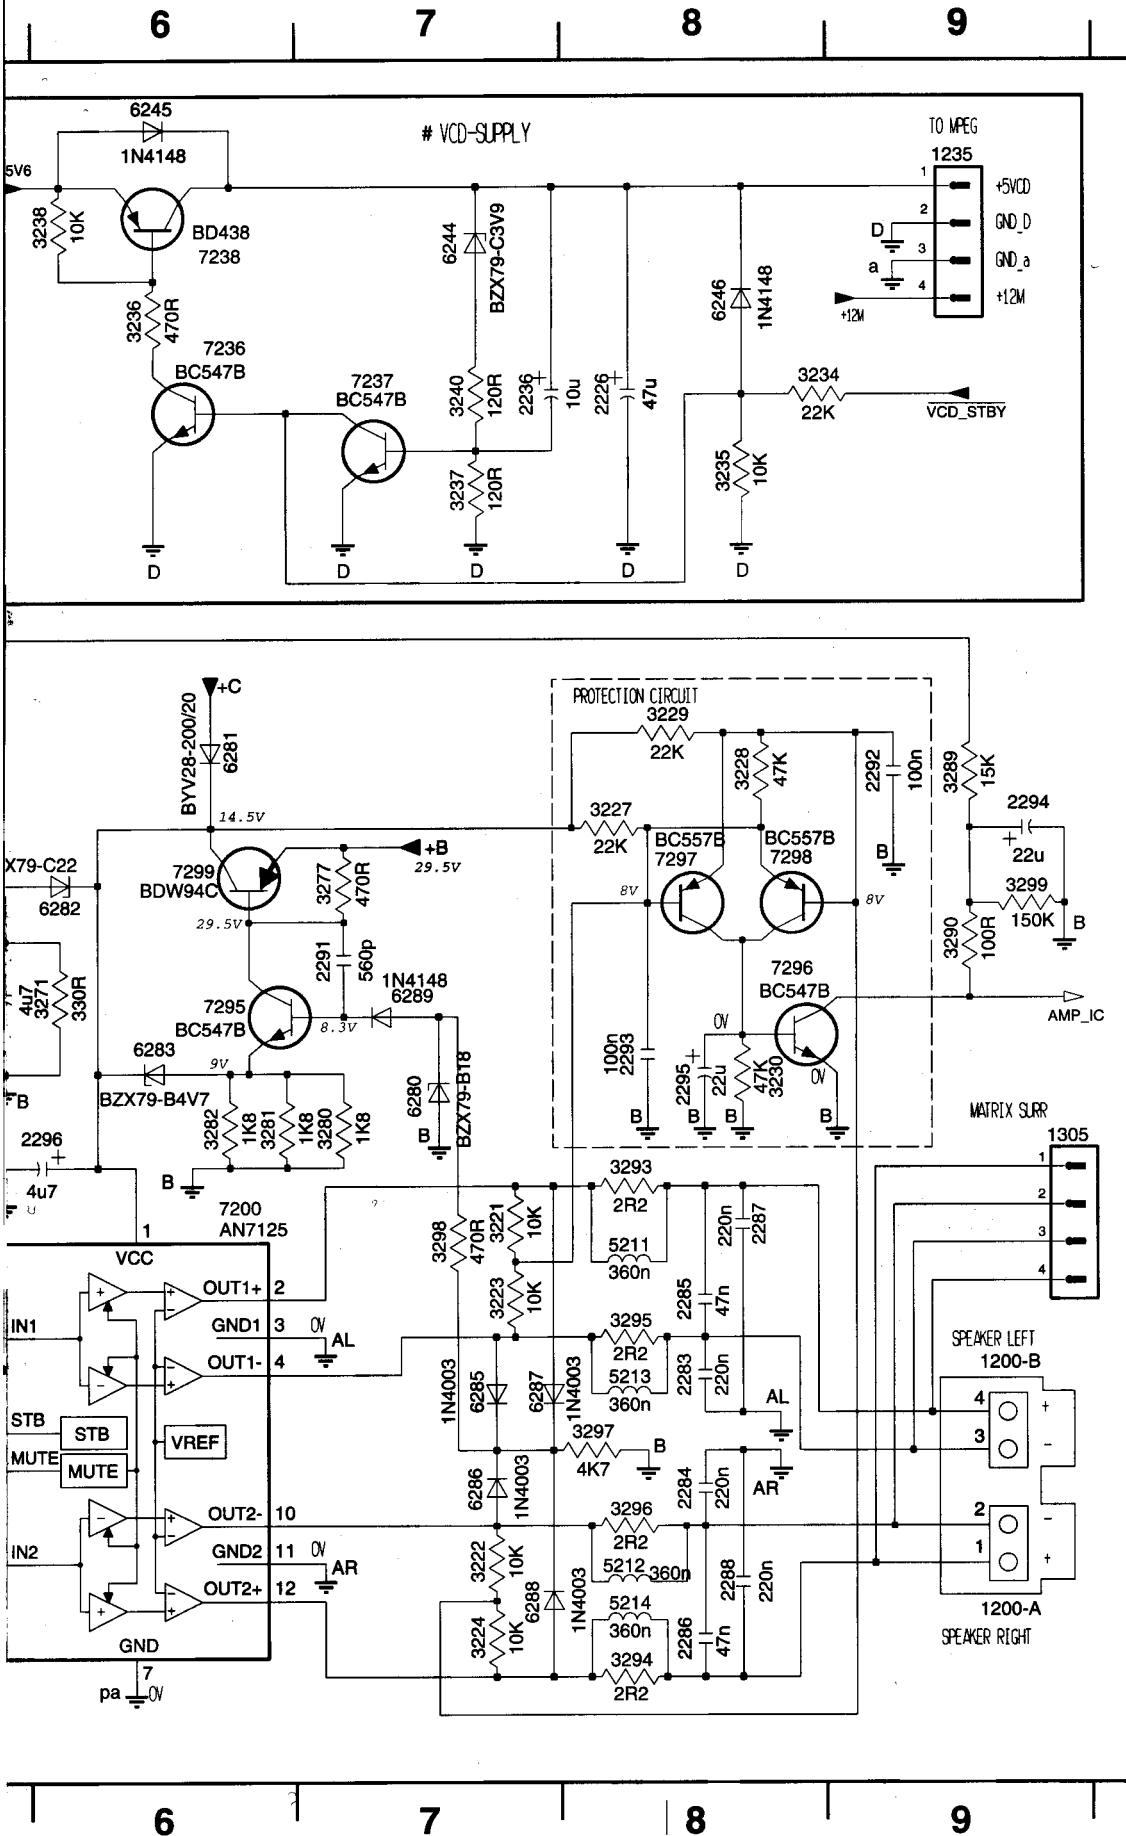 6 7 8 9
6245
1N4148
# VCD-SUPPLY
TO MPEG
1235
5V6
3238
10K
BD438
7238
6244
BZX79-C3V9
1 +5VCD
2 GND_D
D
3 GND_a
a
4 +12M
+12M
3236
470R
6246
1N4148
7236
BC547B
7237
BC547B
3240
120R
2236
+
10u
2226
+
47u
3234
22K
VCD_STBY
3237
120R
3235
10K
D D D D D
+C
BYV28-200/20
6281
14.5V
PROTECTION CIRCUIT
3229
22K
3228
47K
2292
100n
3289
15K
2294
+
22u
3227
22K
BC557B
7297
BC557B
7298
B
X79-C22
6282
7299
BDW94C
3277
470R
+B
29.5V
8V
8V
3299
150K
B
3290
100R
29.5V
2291
560p
4u7
3271
330R
7295
BC547B
1N4148
6289
8.3V
7296
BC547B
0V
0V
AMP_IC
100n
2293
2295
+
22u
47K
3230
6283
9V
BZX79-B4V7
B
3282
1K8
3281
1K8
3280
1K8
6280
BZX79-B18
B
B B B B
MATRIX SURR
1305
1
2
3
4
2296
+
4u7
B
7200
AN7125
1
VCC
3298
470R
3221
10K
3223
10K
3293
2R2
5211
360n
220n
2287
2285
47n
OUT1+ 2
GND1 3 0V AL
IN1
OUT1- 4
3295
2R2
5213
360n
2283
220n
SPEAKER LEFT
1200-B
1N4003
6285
6287
1N4003
AL
4 +
3 -
STB
STB
MUTE
MUTE
VREF
3297
4K7
B
2284
220n
AR
6286
1N4003
OUT2- 10
3296
2R2
5212 360n
2 -
1 +
IN2
GND2 11 0V AR
OUT2+ 12
3222
10K
6288
1N4003
2288
220n
5214
360n
1200-A
SPEAKER RIGHT
3224
10K
2286
47n
3294
2R2
GND
7
pa 0V
6 7 8 9